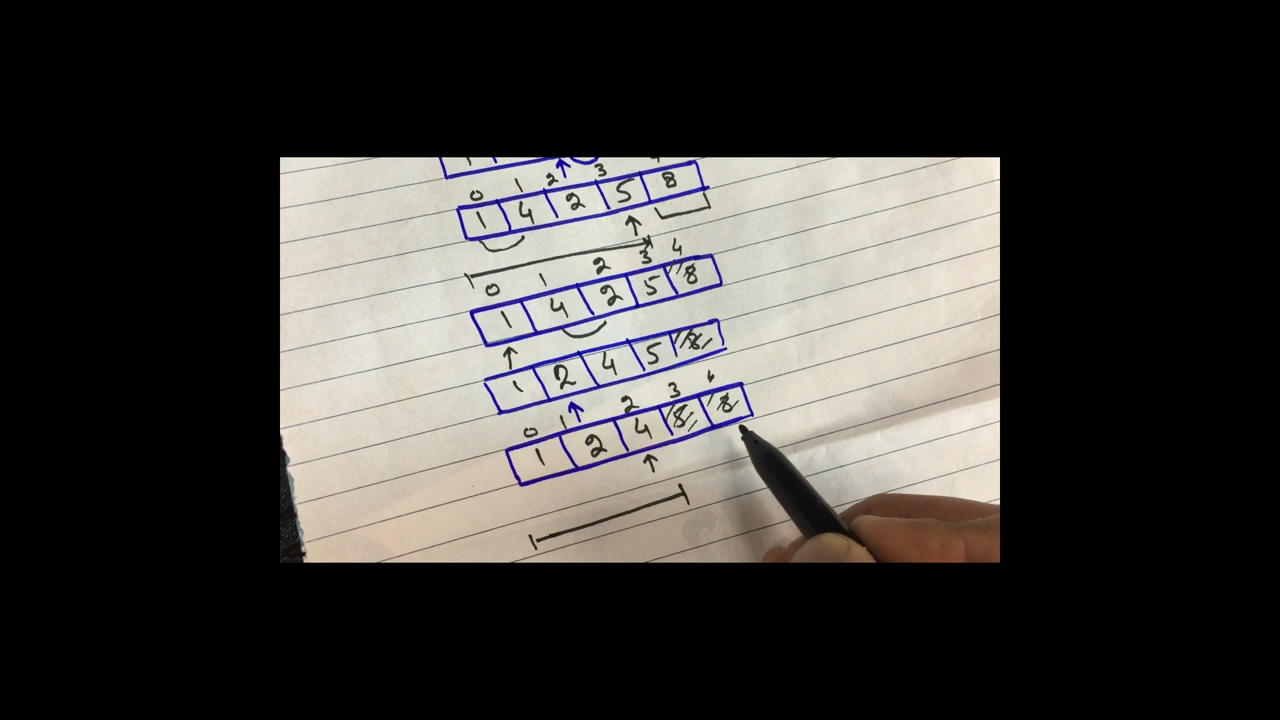 1
0 1 2 3
1 4 2 5 8
0 1 2 3 4
1 4 2 5 8
1 2 4 5 8
0 1 2 3
1 2 4 8 8